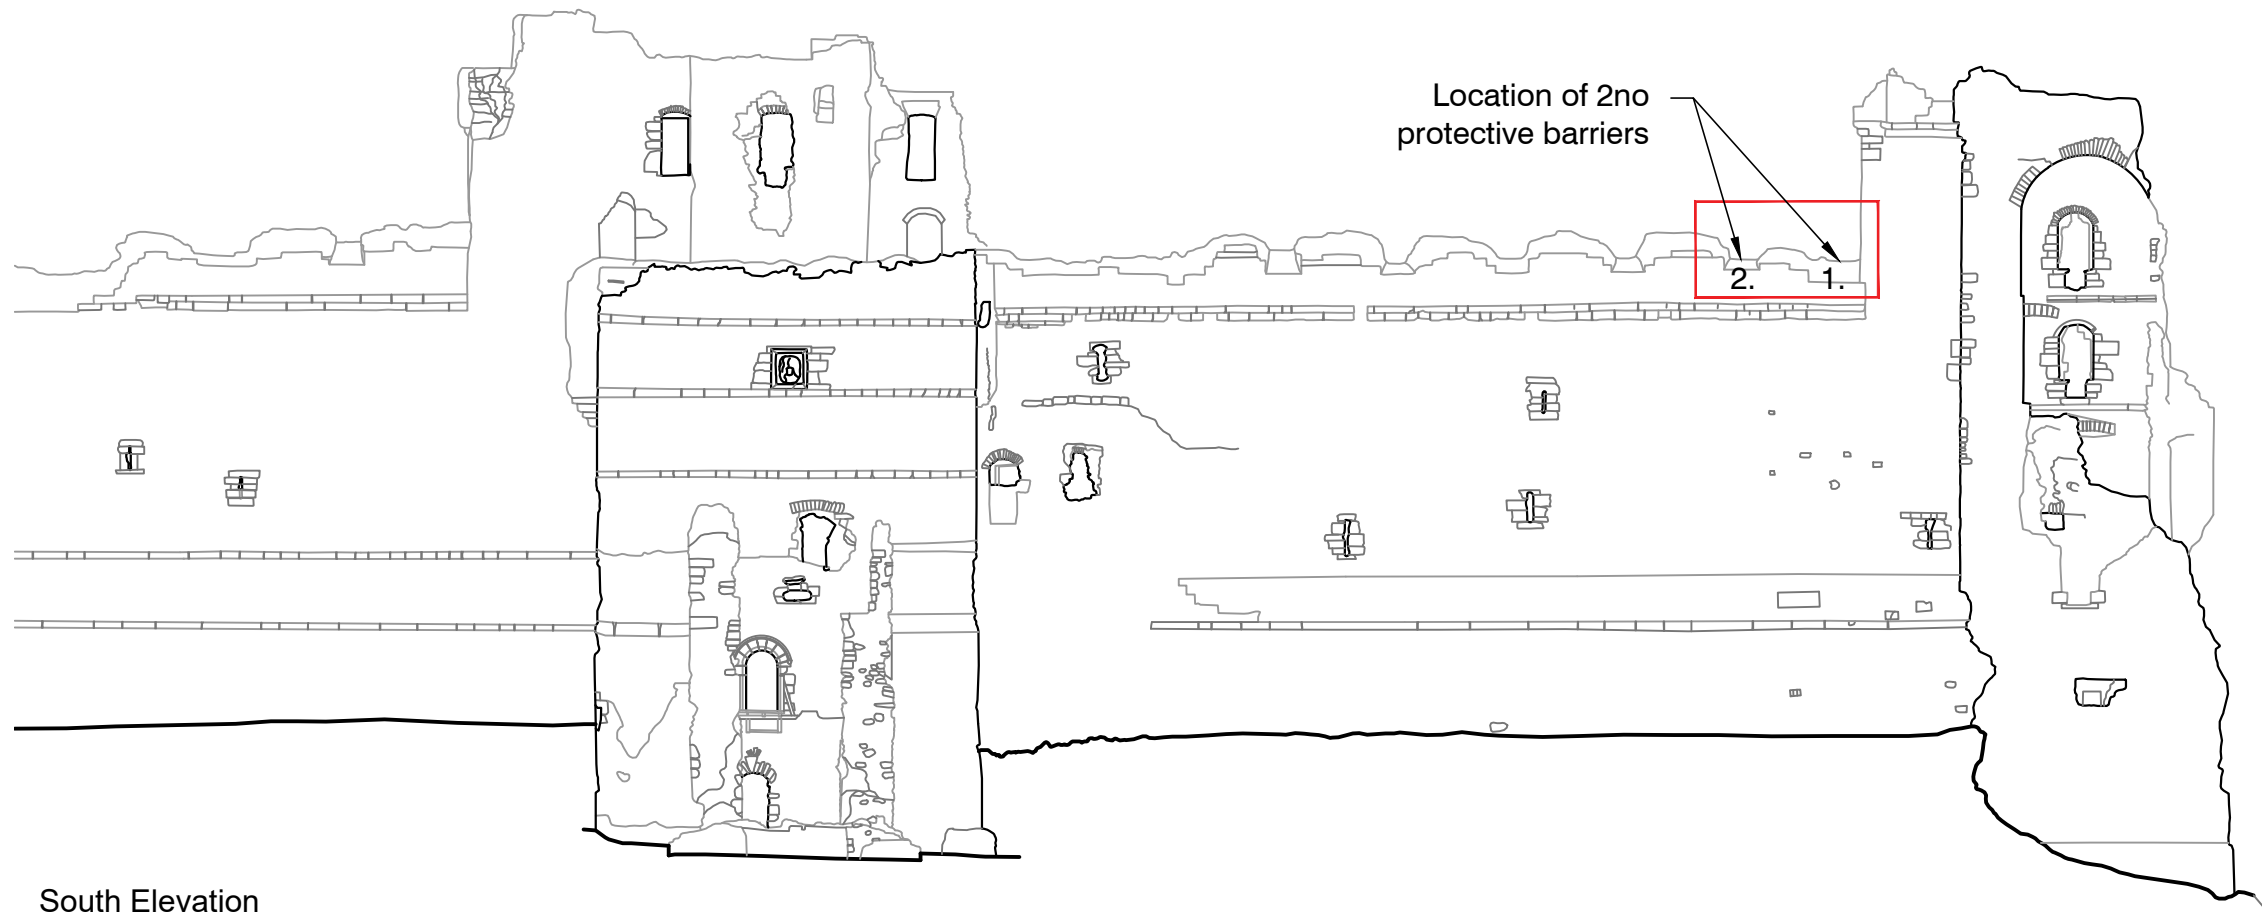 Location of 2no
protective barriers
2. 1.
South Elevation